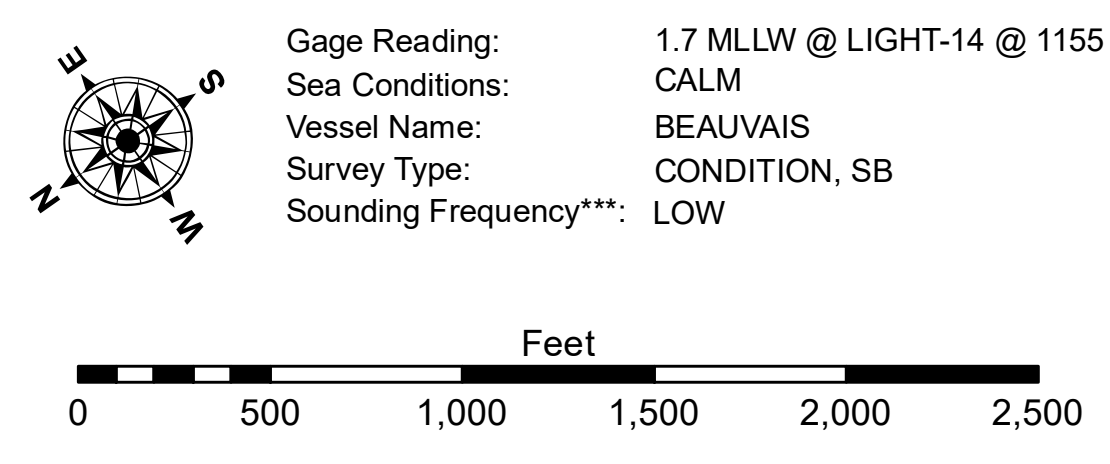 E
S
N
W
Gage Reading: 1.7 MLLW @ LIGHT-14 @ 1155
Sea Conditions: CALM
Vessel Name: BEAUVAIS
Survey Type: CONDITION, SB
Sounding Frequency***: LOW
Feet
0 500 1,000 1,500 2,000 2,500